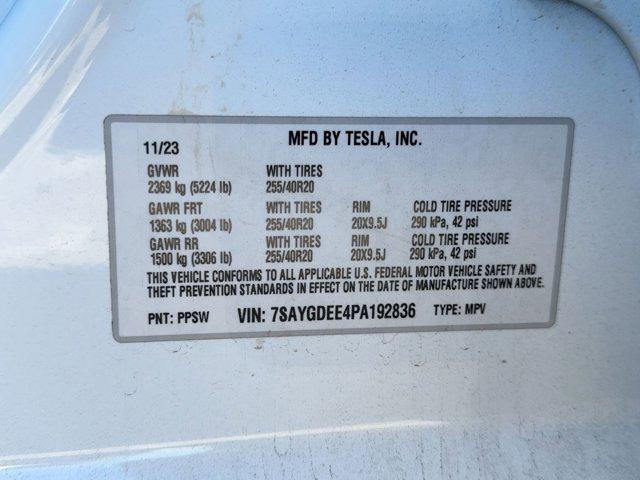 11/23 MFD BY TESLA, INC.
GVWR WITH TIRES
2369 kg (5224 lb) 255/40R20
GAWR FRT WITH TIRES RIM COLD TIRE PRESSURE
1363 kg (3004 lb) 255/40R20 20X9.5J 290 kPa, 42 psi
GAWR RR WITH TIRES RIM COLD TIRE PRESSURE
1500 kg (3306 lb) 255/40R20 20X9.5J 290 kPa, 42 psi
THIS VEHICLE CONFORMS TO ALL APPLICABLE U.S. FEDERAL MOTOR VEHICLE SAFETY AND
THEFT PREVENTION STANDARDS IN EFFECT ON THE DATE OF MANUFACTURE SHOWN ABOVE.
PNT: PPSW VIN: 7SAYGDEE4PA192836 TYPE: MPV